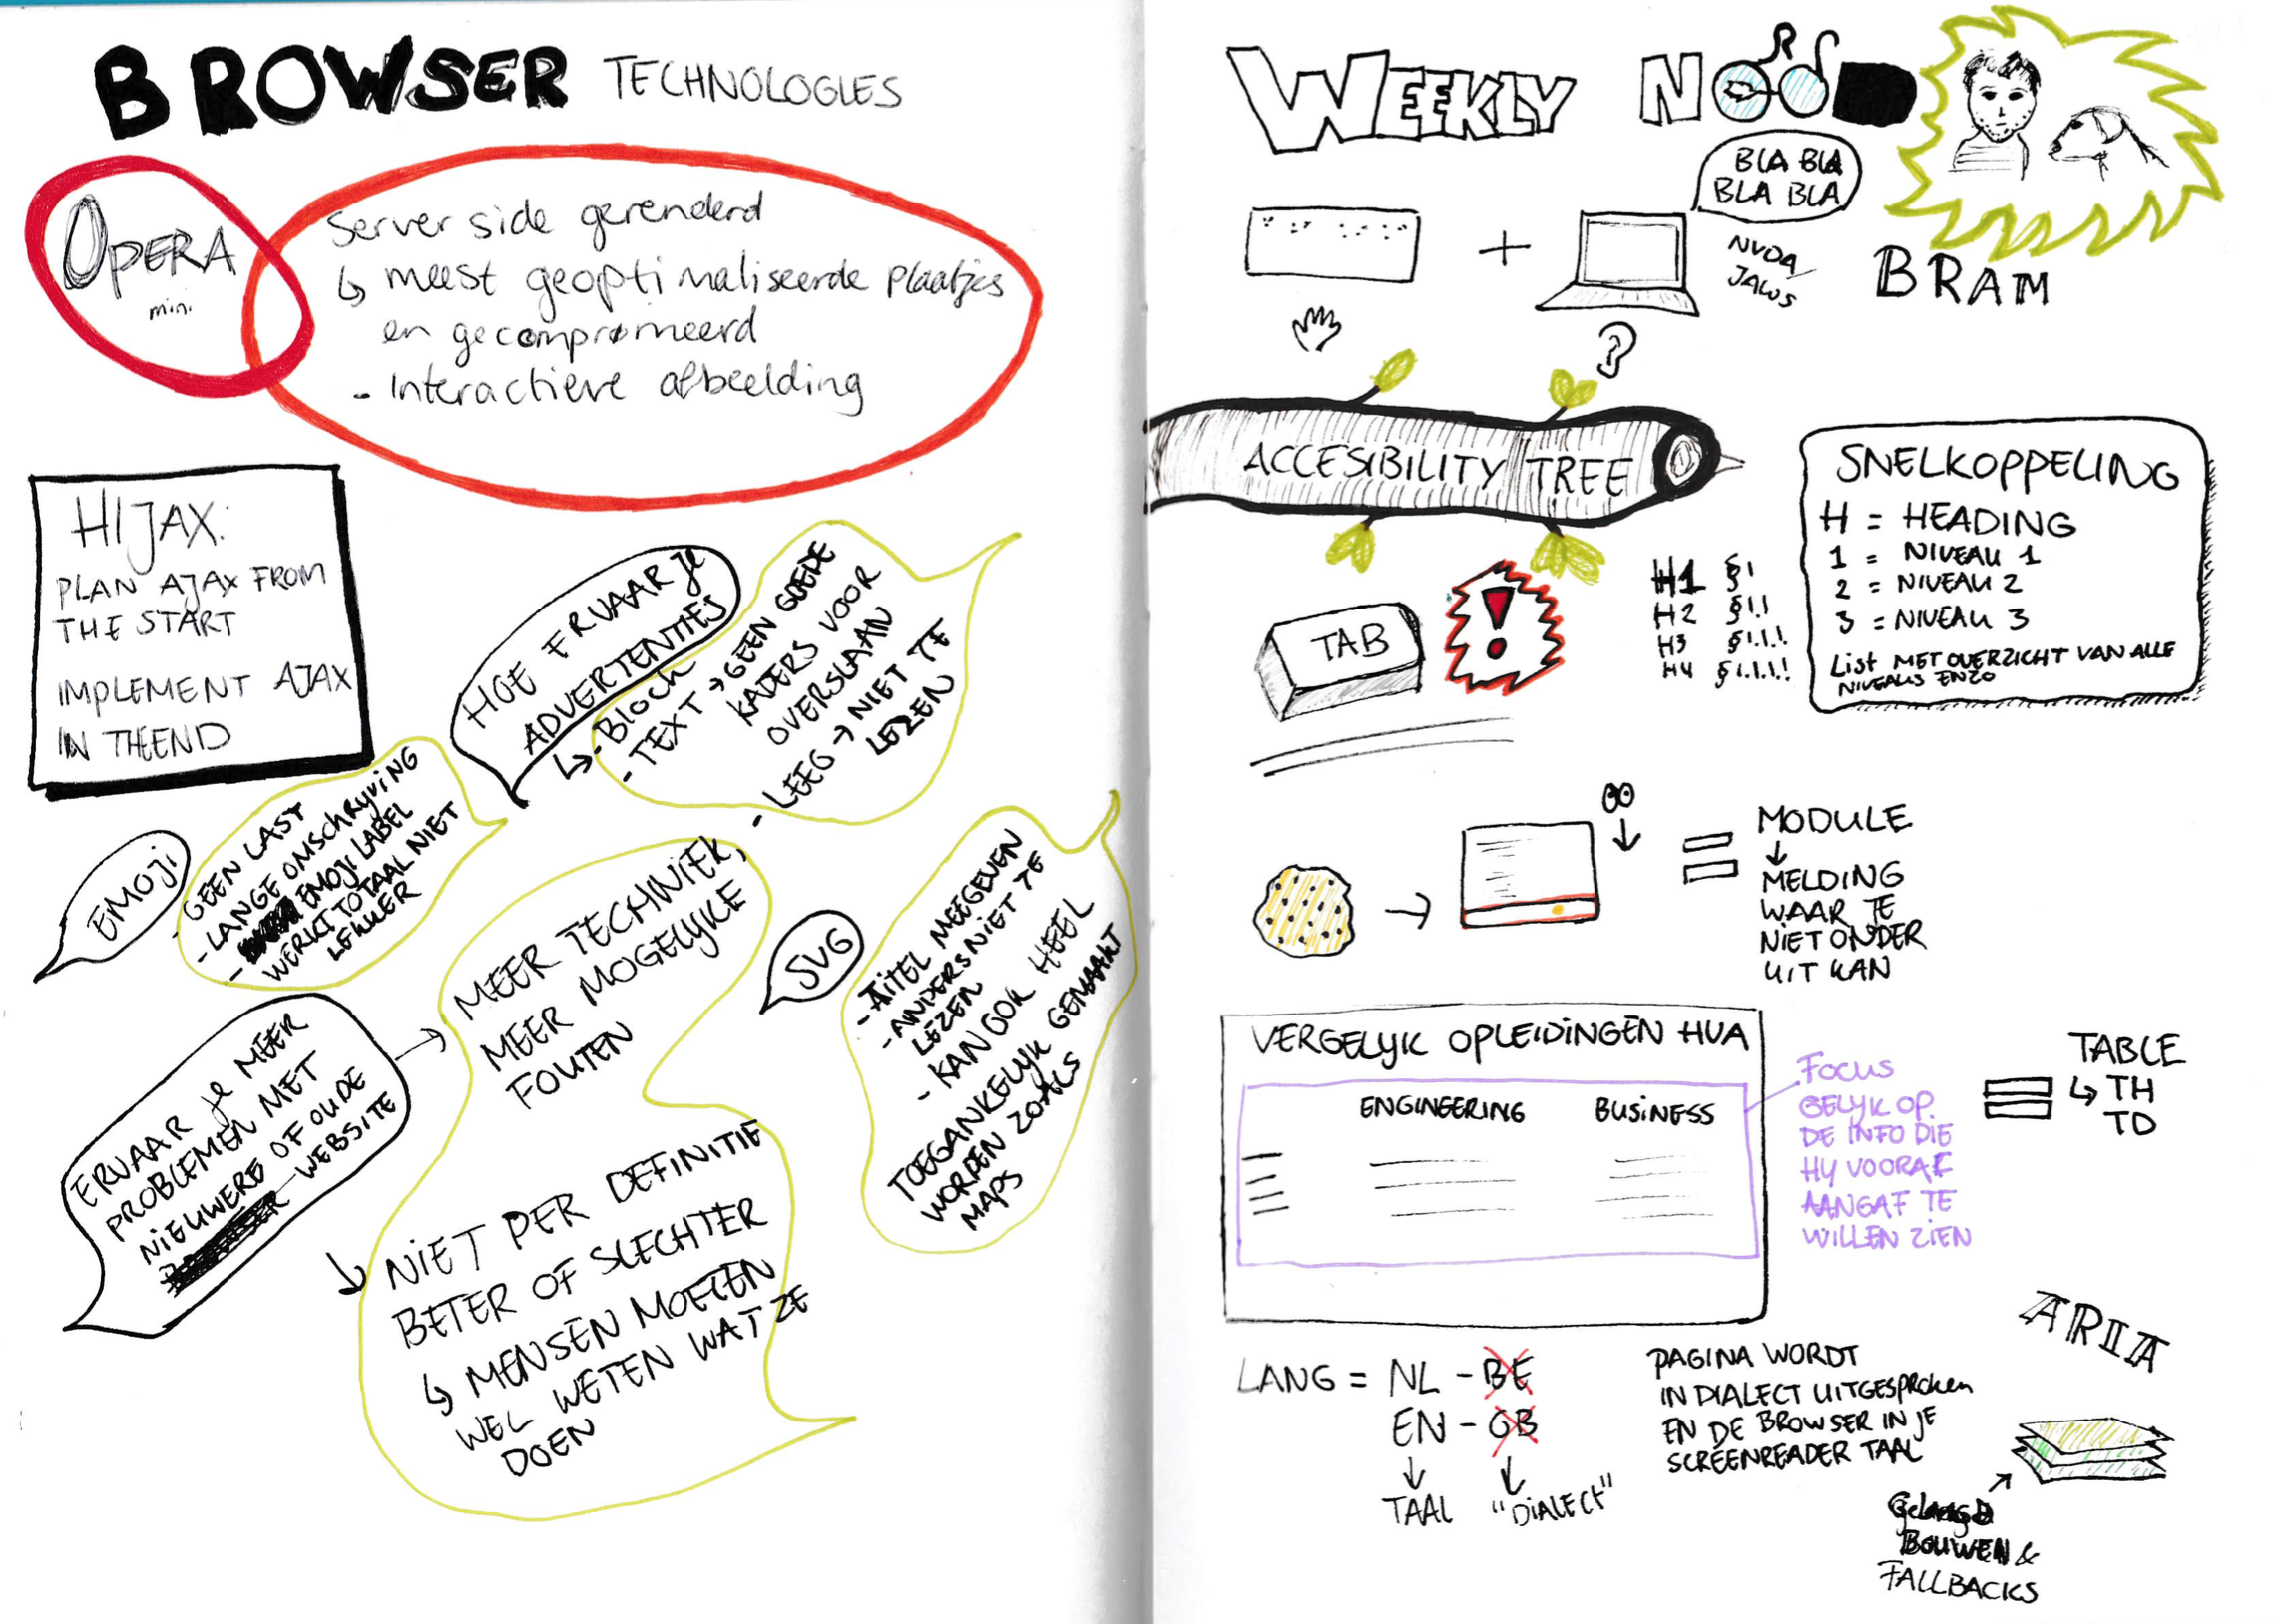 BROWSER TECHNOLOGIES
OPERA
mini
Server side gerenderd
↳ meest geoptimaliseerde plaatjes
en gecompromeerd
- Interactieve afbeelding
HIJAX:
PLAN AJAX FROM
THE START
IMPLEMENT AJAX
IN THE END
HOE ERVAAR JE
ADVERTENTIES
↳ - BLOCK
- TEXT → GEEN GOEDE
KADERS VOOR
OVERSLAAN
- LEEG → NIET TE
LEZEN
EMOJI
GEEN LAST
- LANGE OMSCHRIJVING
- EMOJI LABEL
- WERKT TOTAAL NIET
LEKKER
ERVAAR JE MEER
PROBLEMEN MET
NIEUWERE OF OUDE
WEBSITE
MEER TECHNIEK,
MEER MOGELYKE
FOUTEN
NIET PER DEFINITIE
BETER OF SLECHTER
↳ MENSEN MOETEN
WEL WETEN WAT ZE
DOEN
SVG
- TITEL MEEGEVEN
- ANDERS NIET TE
LEZEN
- KAN OOK HEEL
TOEGANKELYK GEMAAKT
WORDEN ZOALS
MAPS
WEEKLY NERD
BLA BLA
BLA BLA
NVDA
JAWS
BRAM
+
ACCESIBILITY TREE
SNELKOPPELING
H = HEADING
1 = NIVEAU 1
2 = NIVEAU 2
3 = NIVEAU 3
List MET OVERZICHT VAN ALLE
NIVEAUS ENZO
TAB
!
H1 §1
H2 §1.1
H3 §1.1.1.
H4 §1.1.1.1
= MODULE
↓
MELDING
WAAR JE
NIET ONDER
UIT KAN
VERGELYK OPLEIDINGEN HVA
ENGINEERING BUSINESS
FOCUS
GELYK OP
DE INFO DIE
HY VOORAF
AANGAF TE
WILLEN ZIEN
= TABLE
↳ TH
TD
LANG = NL - BE
EN - GB
↓ ↓
TAAL "DIALECT"
PAGINA WORDT
IN DIALECT UITGESPROKEN
EN DE BROWSER IN JE
SCREENREADER TAAL
ARIA
GELAAGD
BOUWEN &
FALLBACKS